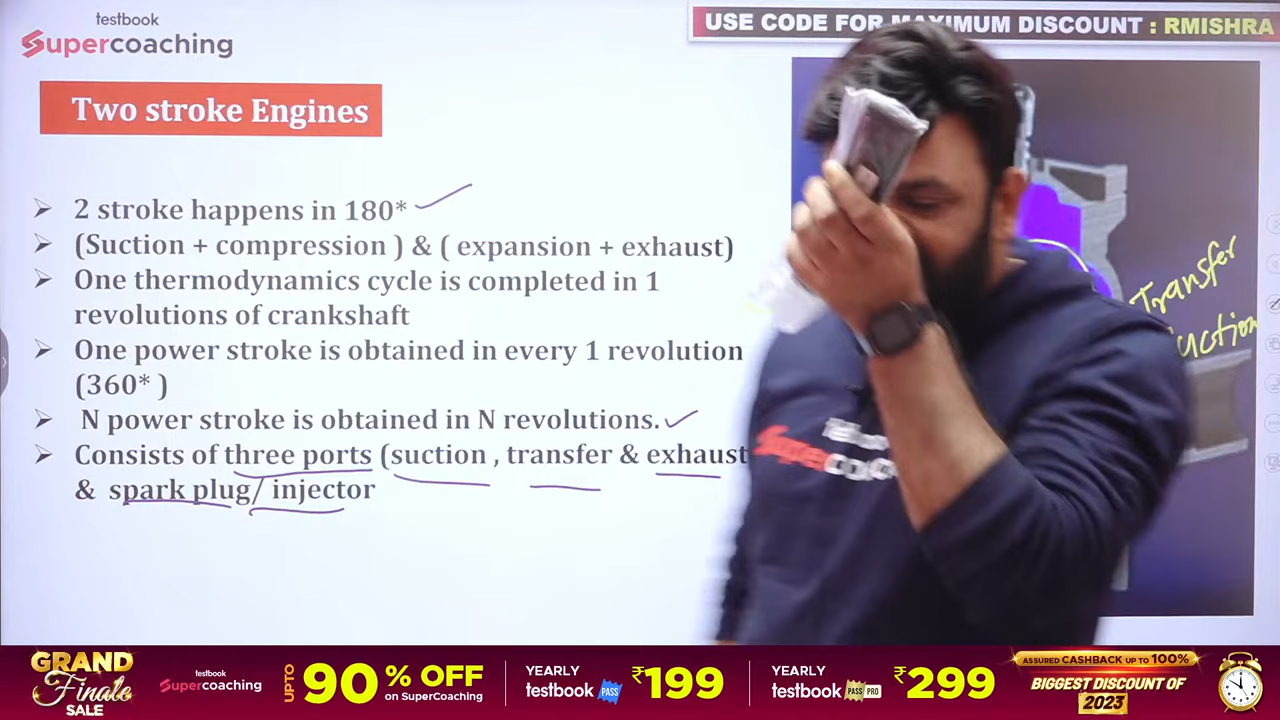 testbook
Supercoaching
USE CODE FOR MAXIMUM DISCOUNT : RMISHRA
Two stroke Engines
2 stroke happens in 180*
(Suction + compression ) & ( expansion + exhaust)
One thermodynamics cycle is completed in 1
revolutions of crankshaft
One power stroke is obtained in every 1 revolution
(360* )
N power stroke is obtained in N revolutions.
Consists of three ports (suction , transfer & exhaust
& spark plug/ injector
Transfer
uction
Super
GRAND
Finale
SALE
testbook
Supercoaching
UPTO 90 % OFF
on SuperCoaching
YEARLY
testbook PASS
₹199
YEARLY
testbook PASS PRO
₹299
ASSURED CASHBACK UP TO 100%
BIGGEST DISCOUNT OF
2023